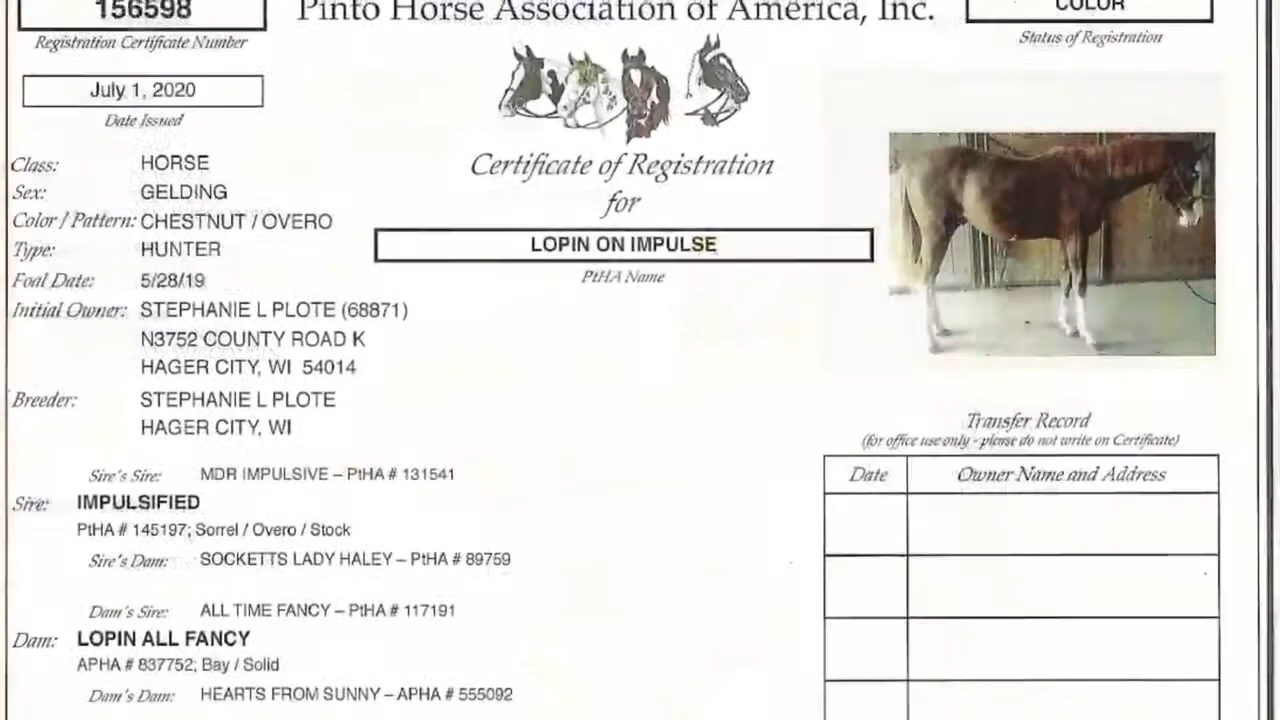 156598
Pinto Horse Association of America, Inc.
COLOR
Registration Certificate Number
Status of Registration
July 1, 2020
Date Issued
Class: HORSE
Sex: GELDING
Color / Pattern: CHESTNUT / OVERO
Type: HUNTER
Foal Date: 5/28/19
Initial Owner: STEPHANIE L PLOTE (68871)
N3752 COUNTY ROAD K
HAGER CITY, WI 54014
Breeder: STEPHANIE L PLOTE
HAGER CITY, WI
Certificate of Registration
for
LOPIN ON IMPULSE
PtHA Name
Sire's Sire: MDR IMPULSIVE – PtHA # 131541
Sire: IMPULSIFIED
PtHA # 145197; Sorrel / Overo / Stock
Sire's Dam: SOCKETTS LADY HALEY – PtHA # 89759
Dam's Sire: ALL TIME FANCY – PtHA # 117191
Dam: LOPIN ALL FANCY
APHA # 837752; Bay / Solid
Dam's Dam: HEARTS FROM SUNNY – APHA # 555092
Transfer Record
(for office use only - please do not write on Certificate)
Date Owner Name and Address